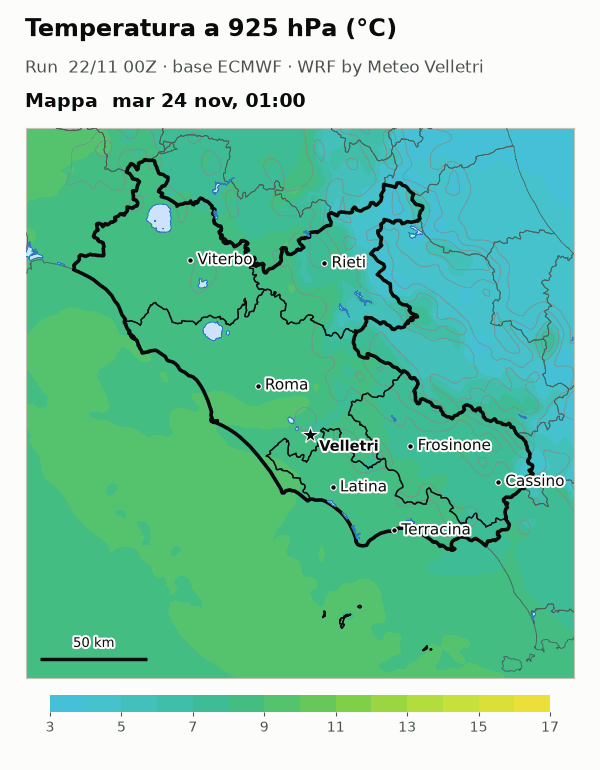 Temperatura a 925 hPa (°C)
Run  22/11 00Z · base ECMWF · WRF by Meteo Velletri
Mappa  mar 24 nov, 01:00
Viterbo
Rieti
Roma
Velletri
Frosinone
Latina
Cassino
Terracina
50 km
3 5 7 9 11 13 15 17